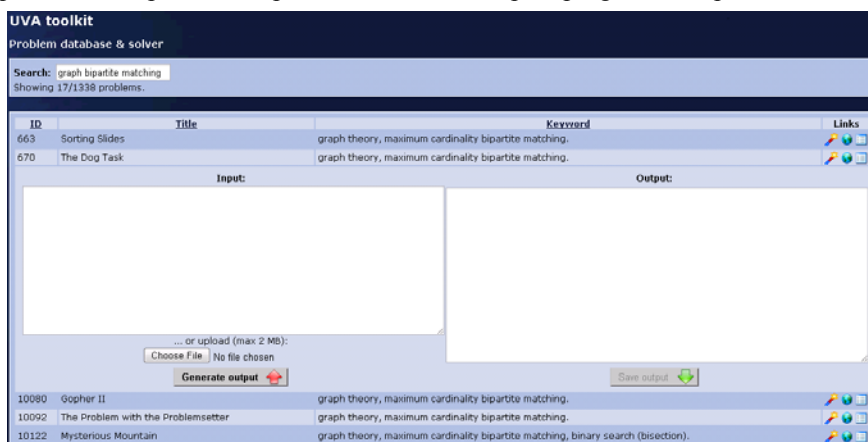 UVA toolkit
Problem database & solver
Search: graph bipartite matching
Showing 17/1338 problems.
ID Title Keyword Links
663 Sorting Slides graph theory, maximum cardinality bipartite matching.
670 The Dog Task graph theory, maximum cardinality bipartite matching.
Input: Output:
... or upload (max 2 MB):
Choose File No file chosen
Generate output Save output
10080 Gopher II graph theory, maximum cardinality bipartite matching.
10092 The Problem with the Problemsetter graph theory, maximum cardinality bipartite matching.
10122 Mysterious Mountain graph theory, maximum cardinality bipartite matching, binary search (bisection).